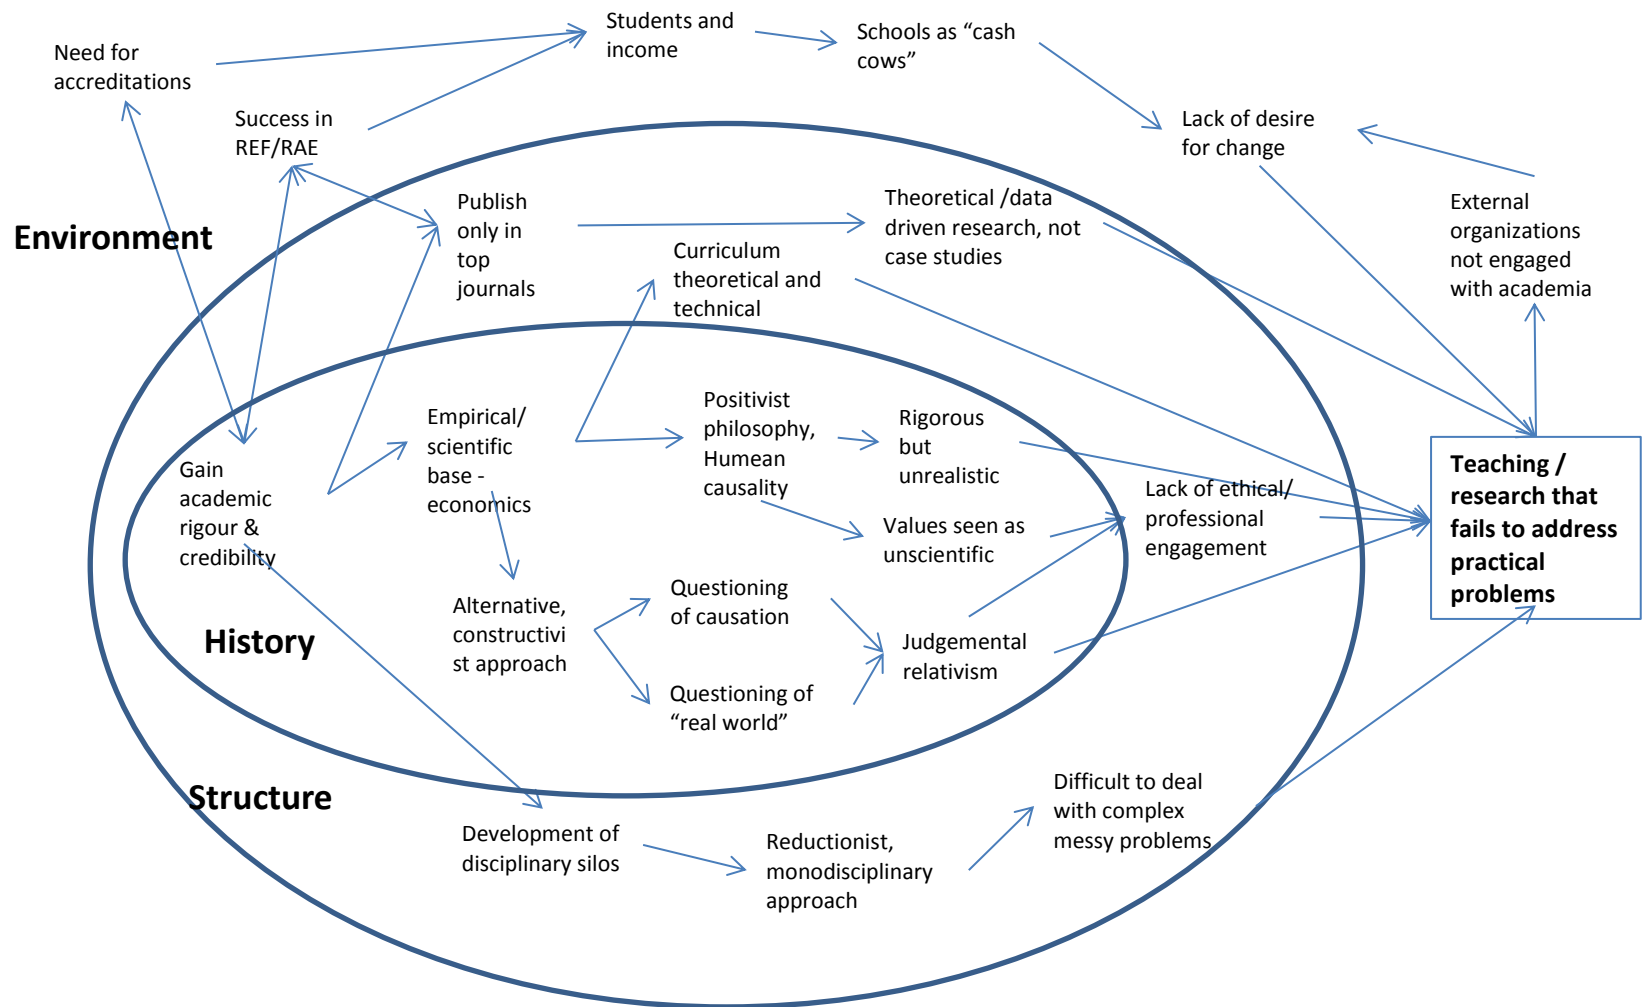 Students and
income
Schools as “cash
cows”
Need for
accreditations
Success in
REF/RAE
Lack of desire
for change
Environment
Publish
only in
top
journals
Theoretical /data
driven research, not
case studies
Curriculum
theoretical and
technical
External
organizations
not engaged
with academia
Gain
academic
rigour &
credibility
Empirical/
scientific
base -
economics
Positivist
philosophy,
Humean
causality
Rigorous
but
unrealistic
Values seen as
unscientific
Lack of ethical/
professional
engagement
Teaching /
research that
fails to address
practical
problems
History
Alternative,
constructivi
st approach
Questioning
of causation
Questioning of
“real world”
Judgemental
relativism
Structure
Development of
disciplinary silos
Reductionist,
monodisciplinary
approach
Difficult to deal
with complex
messy problems